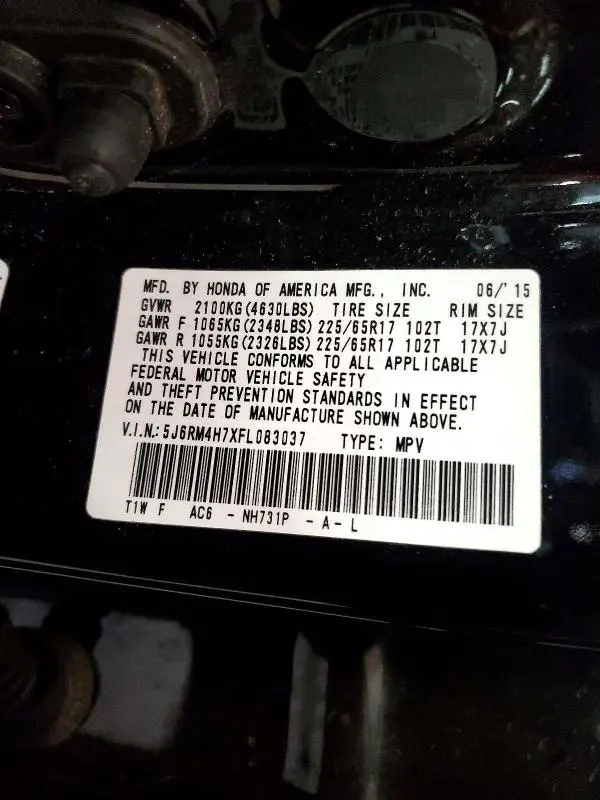 MFD. BY HONDA OF AMERICA MFG., INC. 06/'15
GVWR 2100KG(4630LBS) TIRE SIZE RIM SIZE
GAWR F 1065KG(2348LBS) 225/65R17 102T 17X7J
GAWR R 1055KG(2326LBS) 225/65R17 102T 17X7J
THIS VEHICLE CONFORMS TO ALL APPLICABLE
FEDERAL MOTOR VEHICLE SAFETY
AND THEFT PREVENTION STANDARDS IN EFFECT
ON THE DATE OF MANUFACTURE SHOWN ABOVE.
V.I.N.: 5J6RM4H7XFL083037 TYPE: MPV
T1W F AC6 - NH731P - A - L